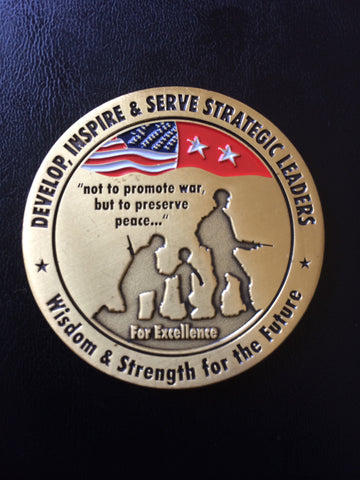 DEVELOP, INSPIRE & SERVE STRATEGIC LEADERS
"not to promote war,
but to preserve
peace..."
For Excellence
Wisdom & Strength for the Future